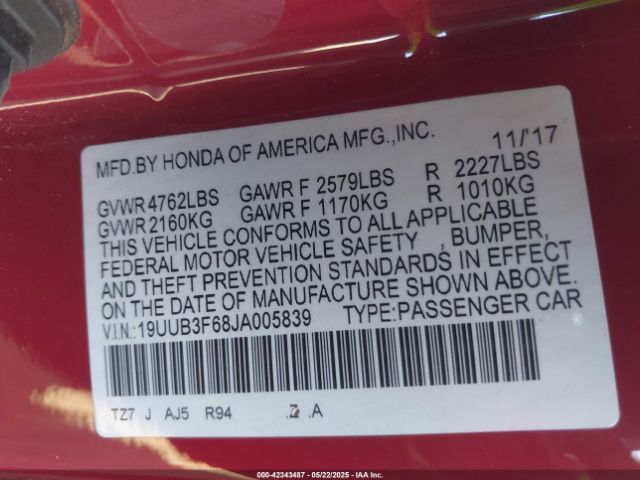 MFD.BY HONDA OF AMERICA MFG.,INC. 11/'17
GVWR 4762LBS GAWR F 2579LBS R 2227LBS
GVWR 2160KG GAWR F 1170KG R 1010KG
THIS VEHICLE CONFORMS TO ALL APPLICABLE
FEDERAL MOTOR VEHICLE SAFETY , BUMPER,
AND THEFT PREVENTION STANDARDS IN EFFECT
ON THE DATE OF MANUFACTURE SHOWN ABOVE.
V.I.N.: 19UUB3F68JA005839 TYPE:PASSENGER CAR
TZ7 J AJ5 R94 .Z .A
000-42343487 | 05/22/2025 | IAA Inc.